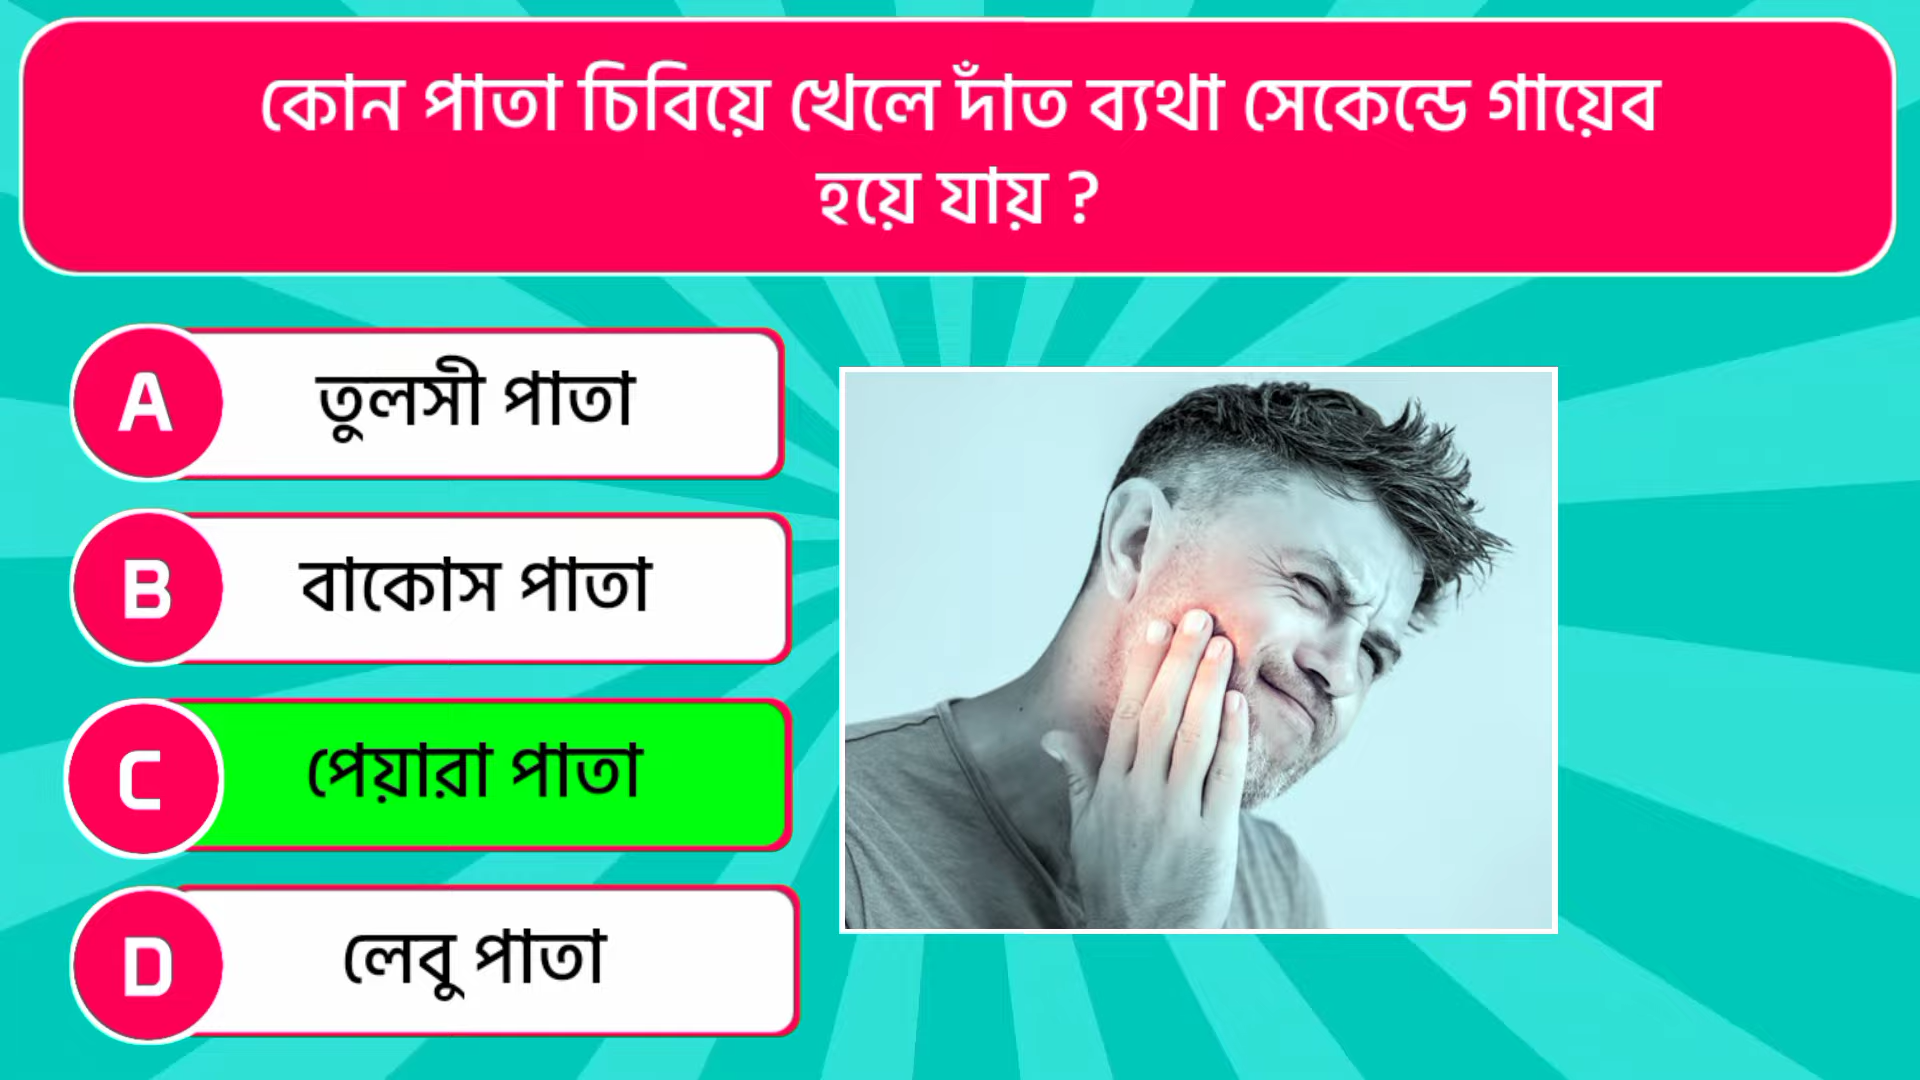 কোন পাতা চিবিয়ে খেলে দাঁত ব্যথা সেকেন্ডে গায়েব
হয়ে যায় ?
A তুলসী পাতা
B বাকোস পাতা
C পেয়ারা পাতা
D লেবু পাতা